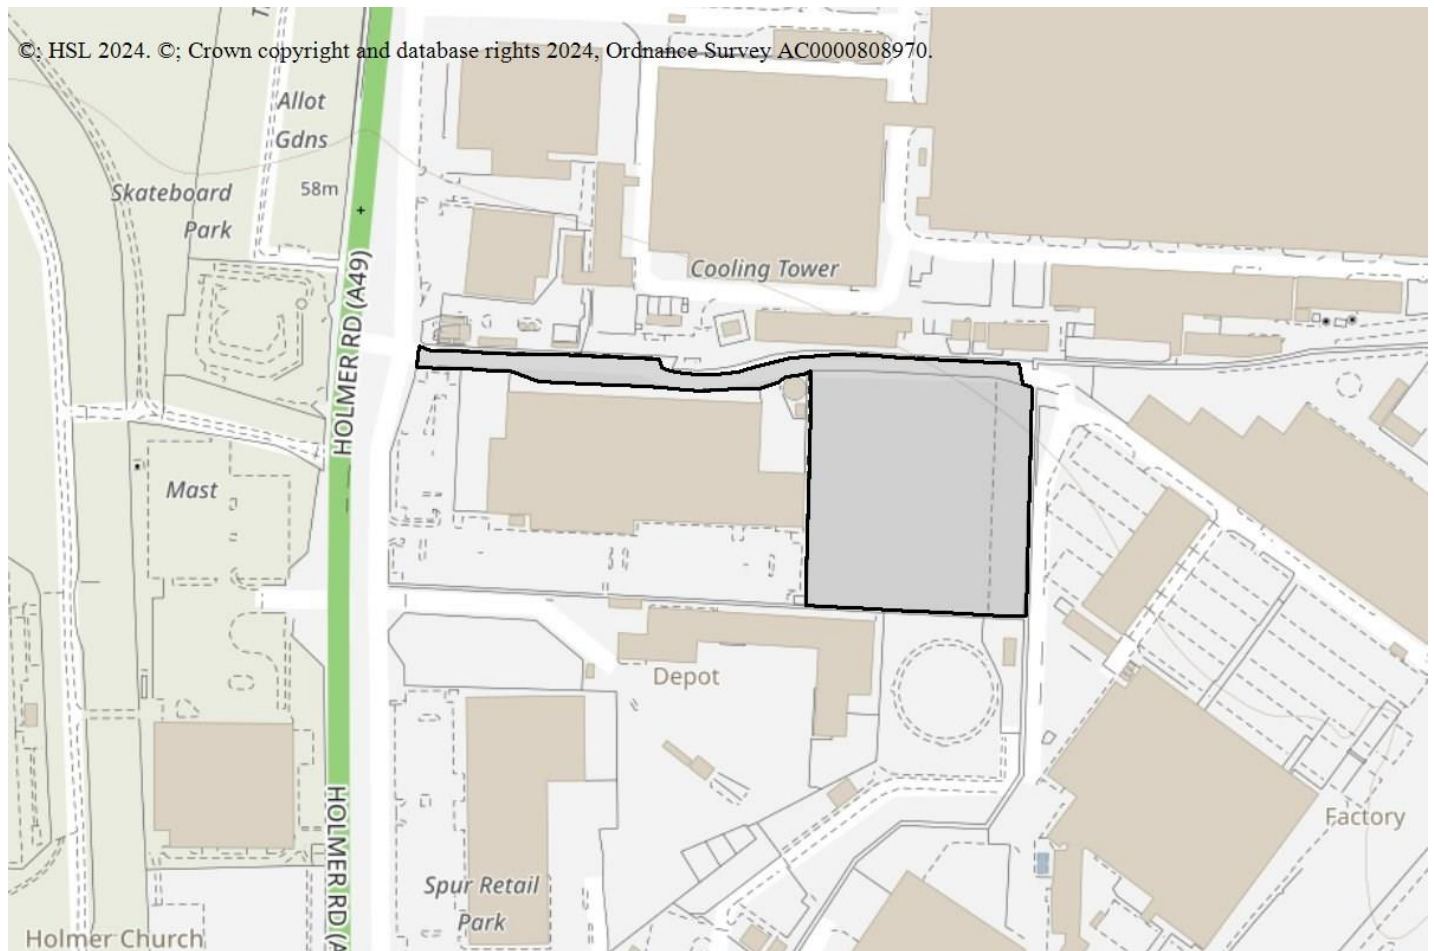 ©; HSL 2024. ©; Crown copyright and database rights 2024, Ordnance Survey AC0000808970.
Allot
Gdns
58m
Skateboard
Park
HOLMER RD (A49)
Cooling Tower
Mast
Depot
Factory
HOLMER RD (A
Spur Retail
Park
Holmer Church